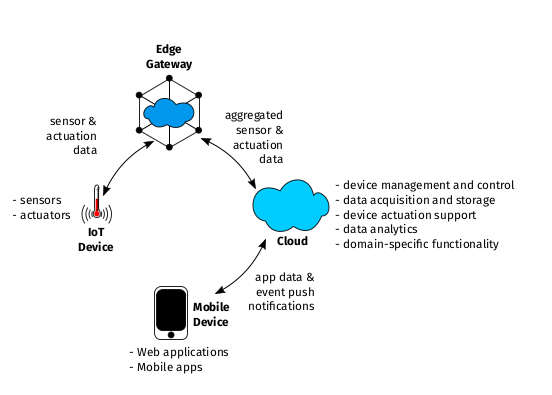 Edge
Gateway
sensor &
actuation
data
aggregated
sensor &
actuation
data
- sensors
- actuators
IoT
Device
- device management and control
- data acquisition and storage
- device actuation support
- data analytics
- domain-specific functionality
Cloud
app data &
event push
notifications
Mobile
Device
- Web applications
- Mobile apps